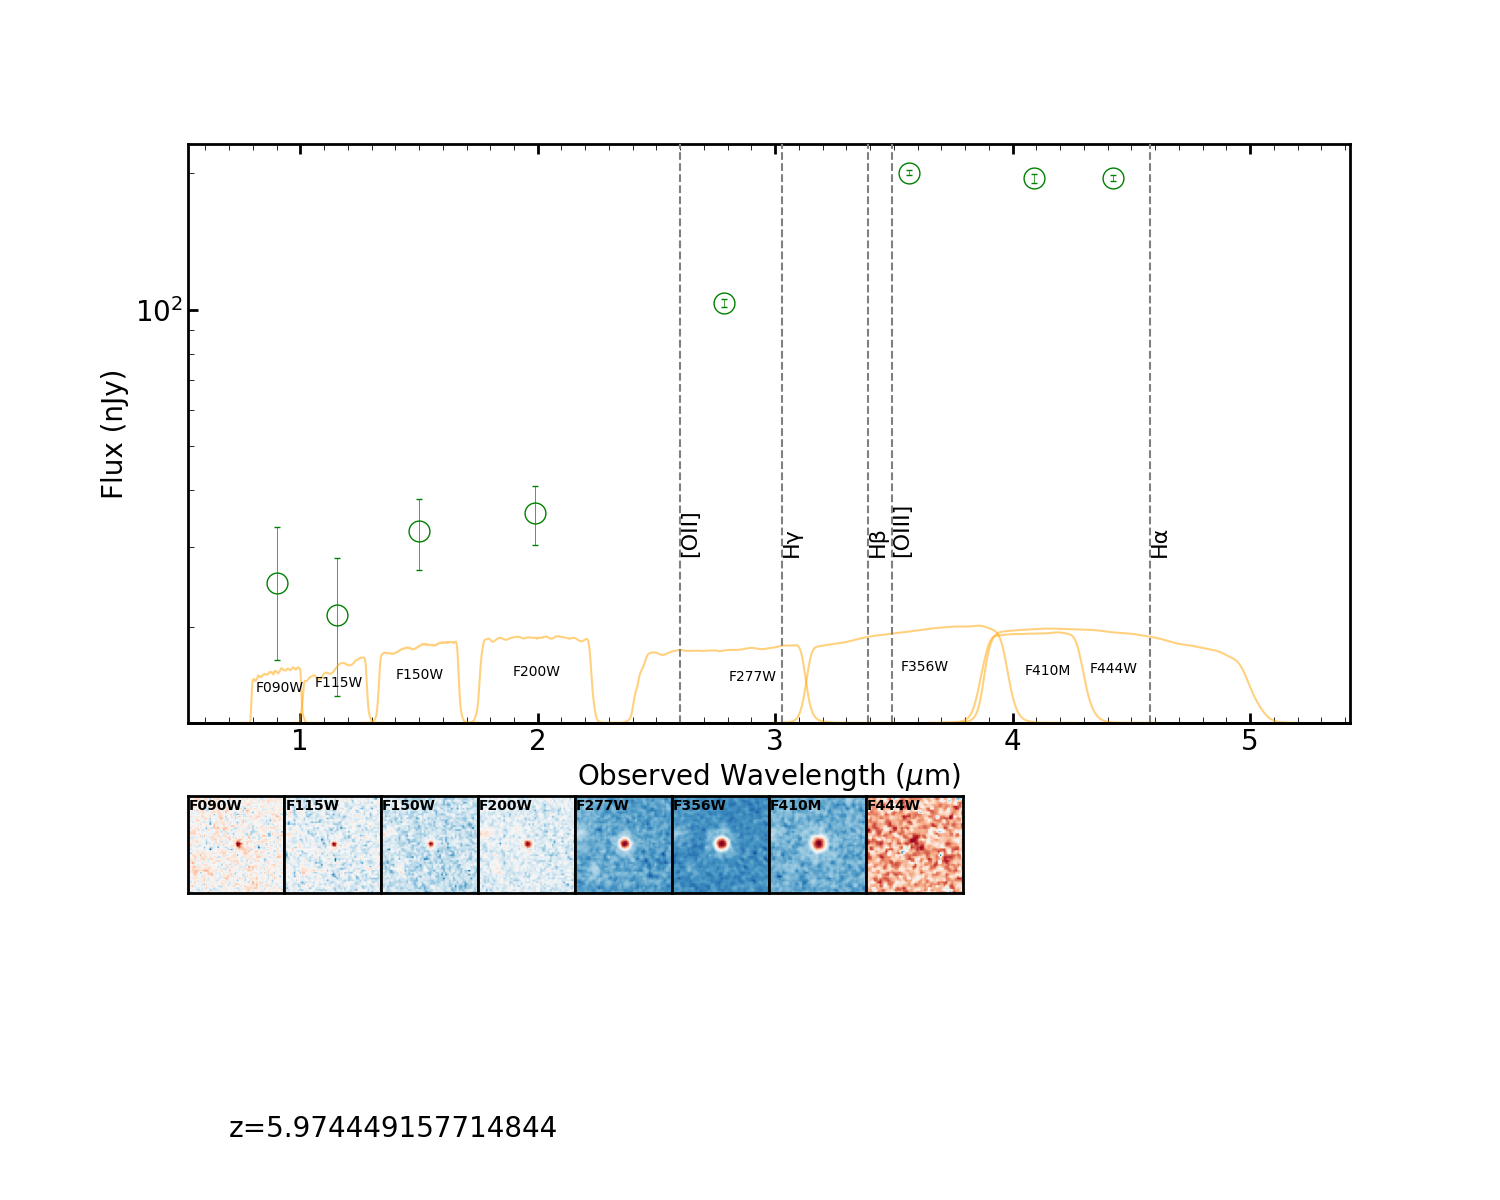 10²
Flux (nJy)
[OII]
Hγ
Hβ
[OIII]
Hα
F090W
F115W
F150W
F200W
F277W
F356W
F410M
F444W
1 2 3 4 5
Observed Wavelength (μm)
F090W F115W F150W F200W F277W F356W F410M F444W
z=5.974449157714844